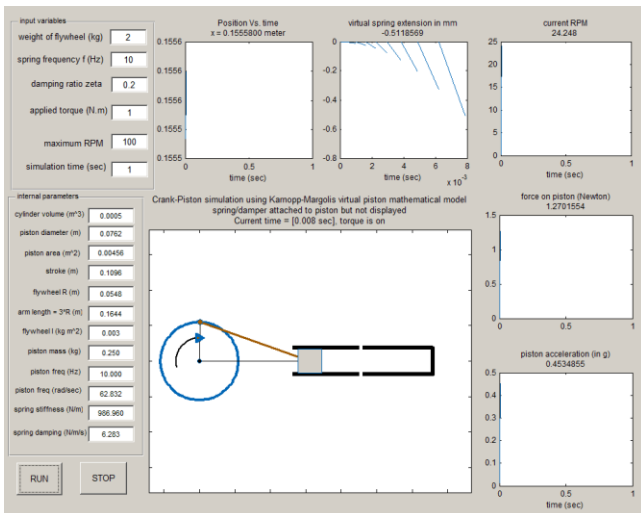 input variables
weight of flywheel (kg) 2
spring frequency f (Hz) 10
damping ratio zeta 0.2
applied torque (N.m) 1
maximum RPM 100
simulation time (sec) 1
Position Vs. time
x = 0.1555800 meter
0.1556
0.1556
0.1556
0.1555
0.1555
0 0.5 1
time (sec)
virtual spring extension in mm
-0.5118569
0
-0.2
-0.4
-0.6
-0.8
0 2 4 6 8
x 10^-3
time (sec)
current RPM
24.248
25
20
15
10
5
0
0 0.5 1
time (sec)
internal parameters
cylinder volume (m^3) 0.0005
piston diameter (m) 0.0762
piston area (m^2) 0.00456
stroke (m) 0.1096
flywheel R (m) 0.0548
arm length = 3*R (m) 0.1644
flywheel I (kg m^2) 0.003
piston mass (kg) 0.250
piston freq (Hz) 10.000
piston freq (rad/sec) 62.832
spring stiffness (N/m) 986.960
spring damping (N/m/s) 6.283
RUN STOP
Crank-Piston simulation using Karnopp-Margolis virtual piston mathematical model
spring/damper attached to piston but not displayed
Current time = [0.008 sec], torque is on
force on piston (Newton)
1.2701554
1.5
1
0.5
0
0 0.5 1
time (sec)
piston acceleration (in g)
0.4534855
0.5
0.4
0.3
0.2
0.1
0
0 0.5 1
time (sec)